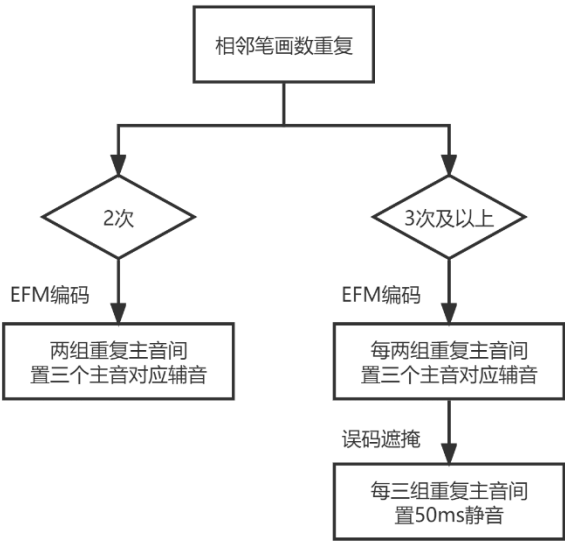 相邻笔画数重复
2次
3次及以上
EFM编码
EFM编码
两组重复主音间
置三个主音对应辅音
每两组重复主音间
置三个主音对应辅音
误码遮掩
每三组重复主音间
置50ms静音